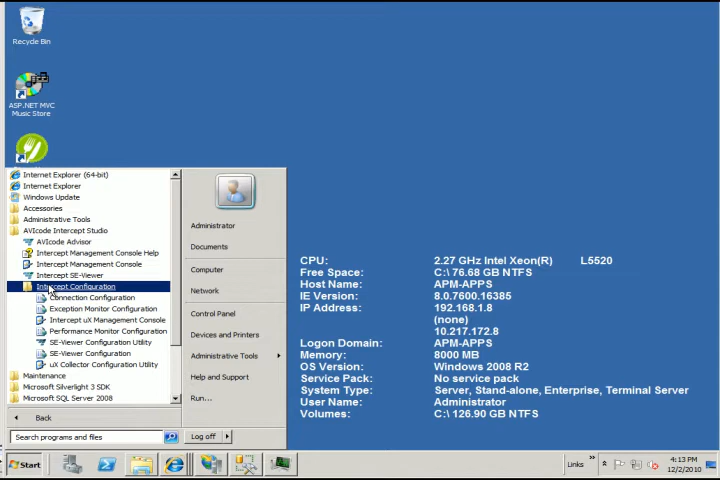 Recycle Bin
ASP.NET MVC
Music Store
Internet Explorer (64-bit)
Internet Explorer
Windows Update
Accessories
Administrative Tools
AVIcode Intercept Studio
AVIcode Advisor
Intercept Management Console Help
Intercept Management Console
Intercept SE-Viewer
Intercept Configuration
Connection Configuration
Exception Monitor Configuration
Intercept uX Management Console
Performance Monitor Configuration
SE-Viewer Configuration Utility
SE-Viewer Configuration
uX Collector Configuration Utility
Maintenance
Microsoft Silverlight 3 SDK
Microsoft SQL Server 2008
Back
Search programs and files
Administrator
Documents
Computer
Network
Control Panel
Devices and Printers
Administrative Tools
Help and Support
Run...
Log off
CPU: 2.27 GHz Intel Xeon(R) L5520
Free Space: C:\ 76.68 GB NTFS
Host Name: APM-APPS
IE Version: 8.0.7600.16385
IP Address: 192.168.1.8
(none)
10.217.172.8
Logon Domain: APM-APPS
Memory: 8000 MB
OS Version: Windows 2008 R2
Service Pack: No service pack
System Type: Server, Stand-alone, Enterprise, Terminal Server
User Name: Administrator
Volumes: C:\ 126.90 GB NTFS
Start
Links
4:13 PM
12/2/2010